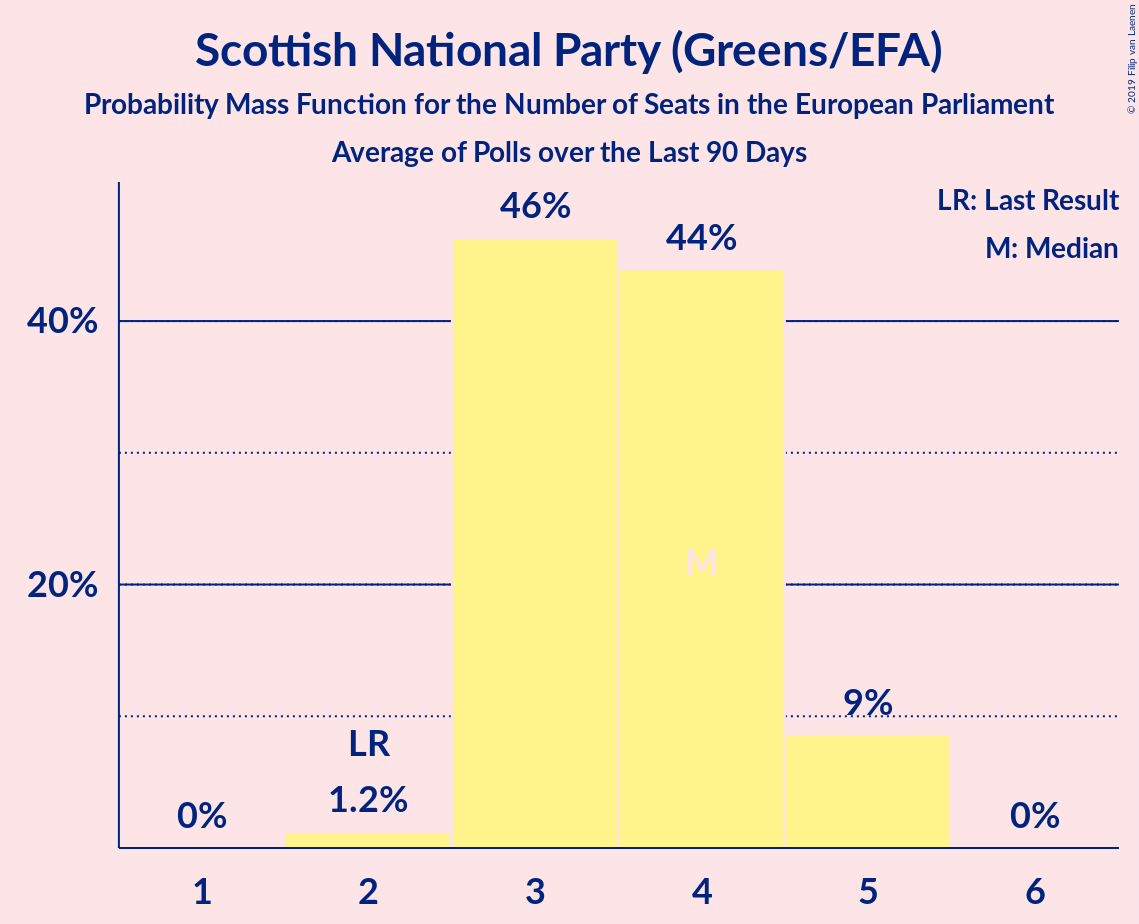 Scottish National Party (Greens/EFA)
Probability Mass Function for the Number of Seats in the European Parliament
Average of Polls over the Last 90 Days
© 2019 Filip van Laenen
LR: Last Result
M: Median
46%
44%
40%
M
20%
9%
LR
1.2%
0%
0%
1 2 3 4 5 6